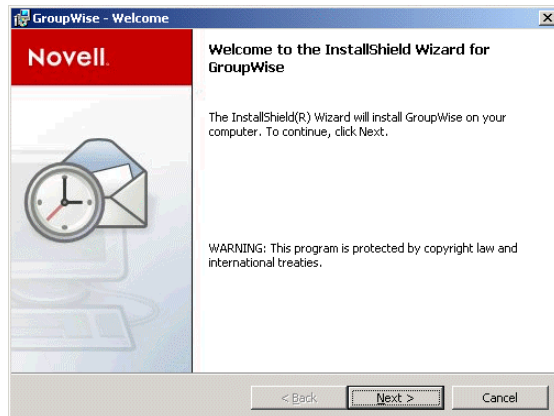 GroupWise - Welcome
Novell.
Welcome to the InstallShield Wizard for
GroupWise
The InstallShield(R) Wizard will install GroupWise on your
computer. To continue, click Next.
WARNING: This program is protected by copyright law and
international treaties.
< Back
Next >
Cancel